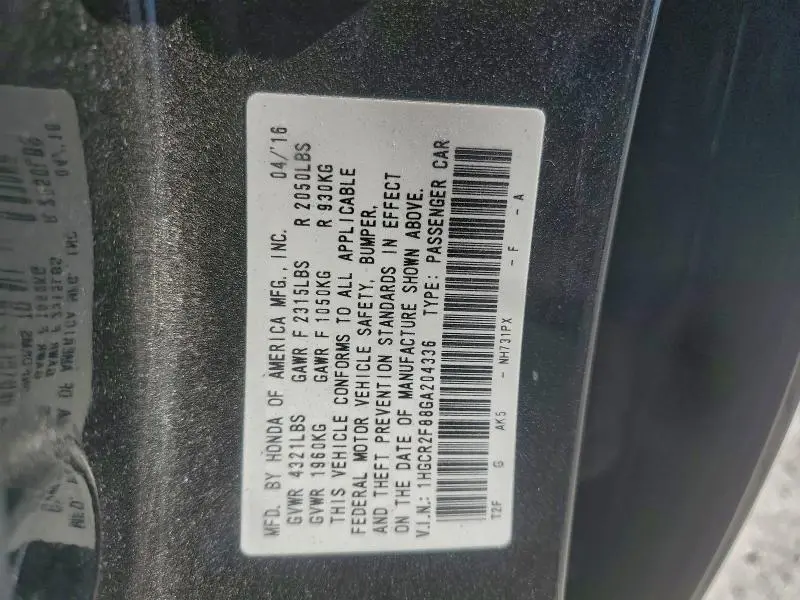 MFD. BY HONDA OF AMERICA MFG., INC. 04/'16
GVWR 4321LBS GAWR F 2315LBS R 2050LBS
GVWR 1960KG GAWR F 1050KG R 930KG
THIS VEHICLE CONFORMS TO ALL APPLICABLE
FEDERAL MOTOR VEHICLE SAFETY, BUMPER,
AND THEFT PREVENTION STANDARDS IN EFFECT
ON THE DATE OF MANUFACTURE SHOWN ABOVE.
V.I.N.: 1HGCR2F88GA204336 TYPE: PASSENGER CAR
T2F G AK5 - NH731PX - F - A